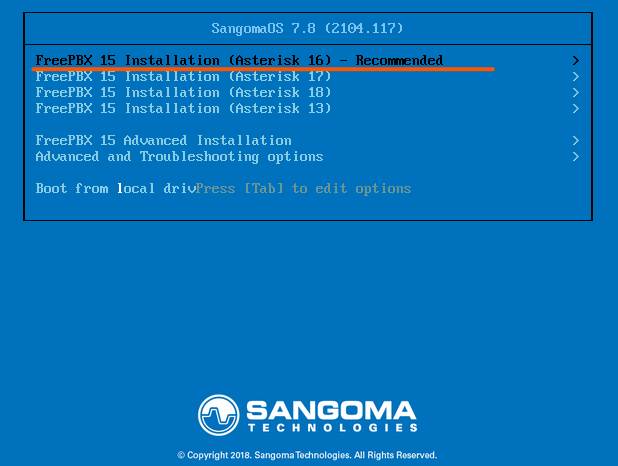 SangomaOS 7.8 (2104.117)
FreePBX 15 Installation (Asterisk 16) - Recommended >
FreePBX 15 Installation (Asterisk 17) >
FreePBX 15 Installation (Asterisk 18) >
FreePBX 15 Installation (Asterisk 13) >
FreePBX 15 Advanced Installation >
Advanced and Troubleshooting options >
Boot from local drivPress [Tab] to edit options
SANGOMA
TECHNOLOGIES
© Copyright 2018. Sangoma Technologies. All Rights Reserved.